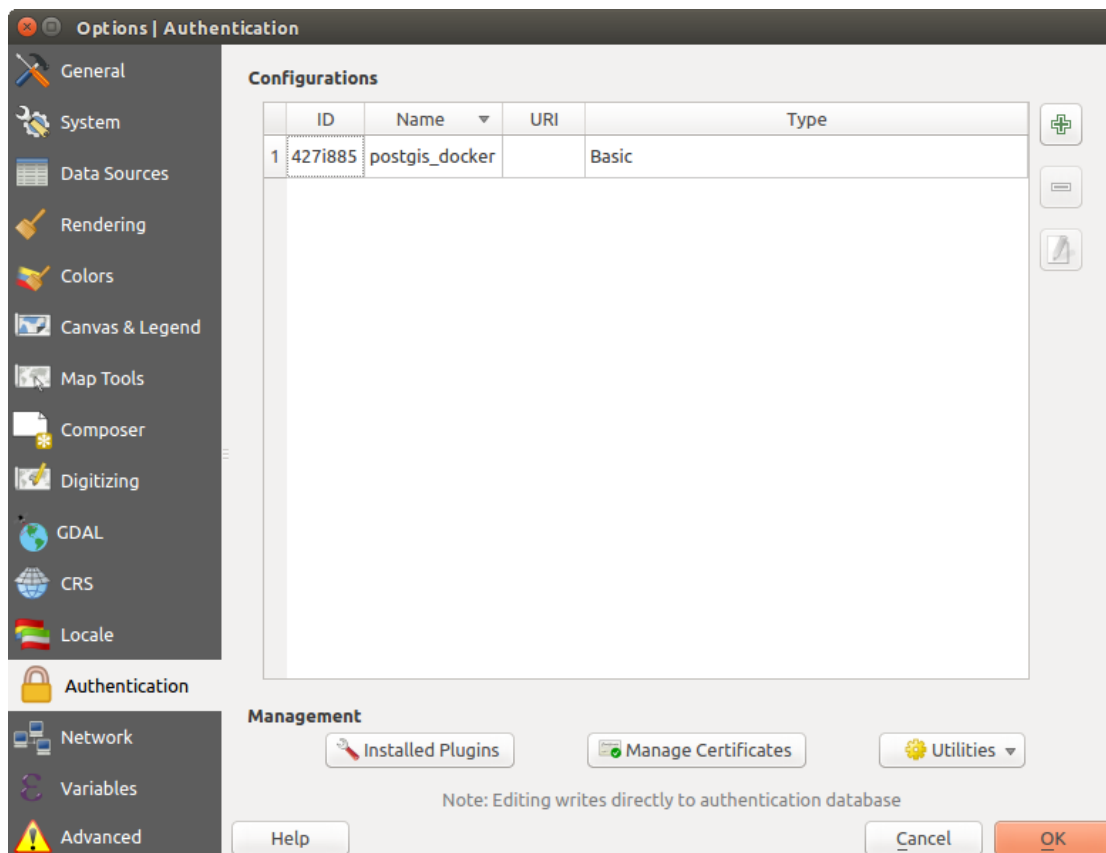 Options | Authentication
General
System
Data Sources
Rendering
Colors
Canvas & Legend
Map Tools
Composer
Digitizing
GDAL
CRS
Locale
Authentication
Network
Variables
Advanced
Configurations
ID Name URI Type
1 427i885 postgis_docker Basic
Management
Installed Plugins Manage Certificates Utilities
Note: Editing writes directly to authentication database
Help Cancel OK